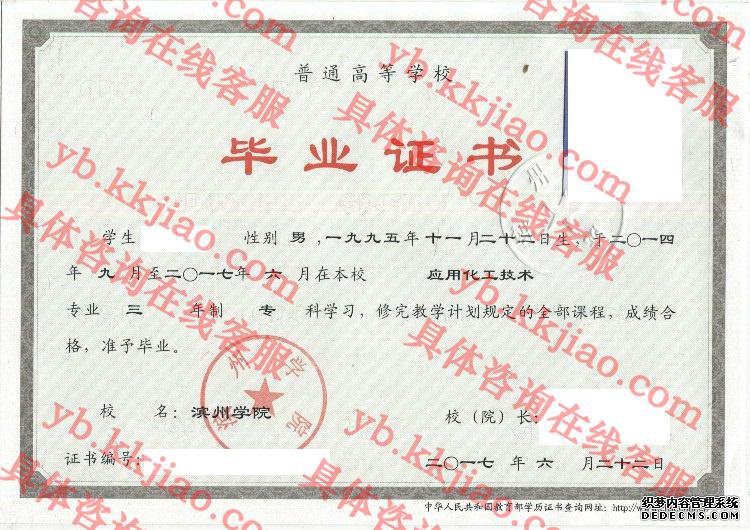 普通高等学校
毕业证书
学生 性别 男 ,一九九五年 十一月二十二日生,于二〇一四
年 九 月至二〇一七年 六 月在本校 应用化工技术
专业 三 年制 专 科学习,修完教学计划规定的全部课程,成绩合
格,准予毕业。
校 名: 滨州学院
校(院)长:
证书编号:
二〇一七 年 六 月二十二日
中华人民共和国教育部学历证书查询网址: http://w
滨州学院
yb.kkjiao.com
具体咨询在线客服
织梦内容管理系统
DEDECMS.COM